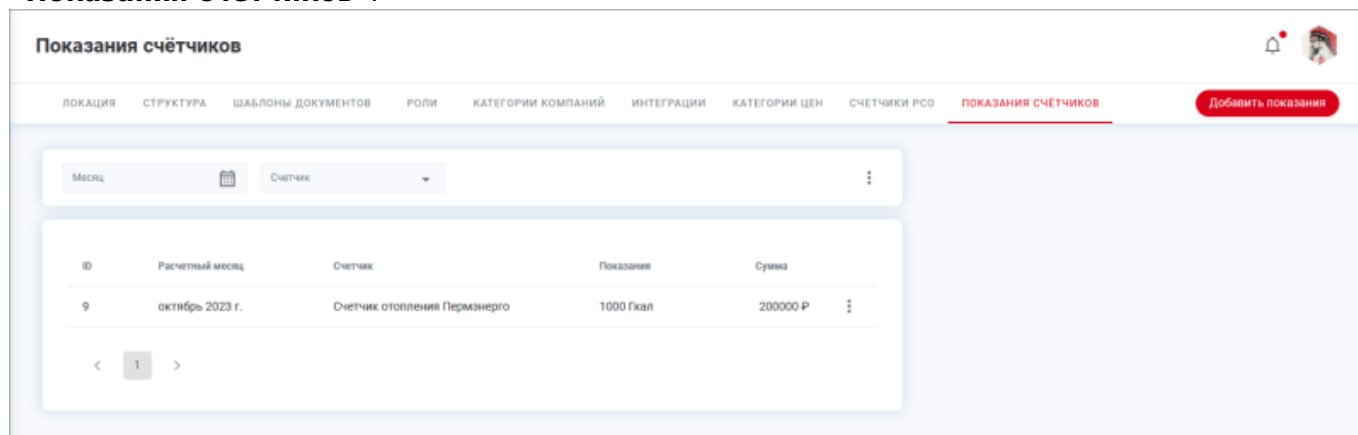 Показания счётчиков
ЛОКАЦИЯ СТРУКТУРА ШАБЛОНЫ ДОКУМЕНТОВ РОЛИ КАТЕГОРИИ КОМПАНИЙ ИНТЕГРАЦИИ КАТЕГОРИИ ЦЕН СЧЕТЧИКИ РСО ПОКАЗАНИЯ СЧЁТЧИКОВ Добавить показания
Месяц Счетчик
ID Расчетный месяц Счетчик Показания Сумма
9 октябрь 2023 г. Счетчик отопления Пермэнерго 1000 Гкал 200000 ₽
< 1 >